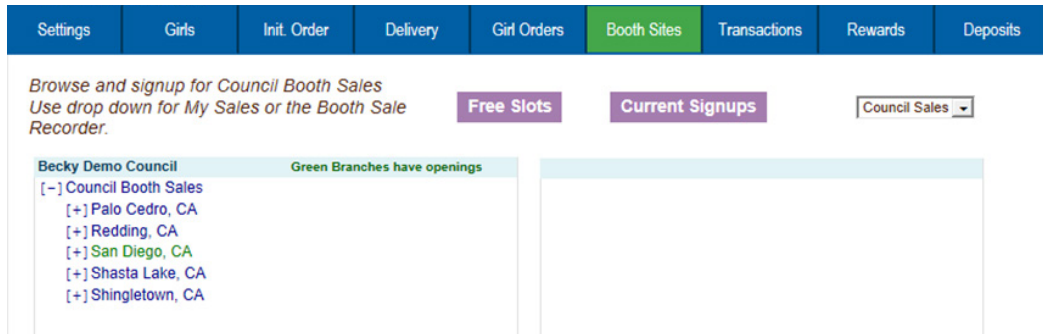 Settings Girls Init. Order Delivery Girl Orders Booth Sites Transactions Rewards Deposits
Browse and signup for Council Booth Sales
Use drop down for My Sales or the Booth Sale
Recorder.
Free Slots Current Signups Council Sales
Becky Demo Council Green Branches have openings
[-] Council Booth Sales
[+] Palo Cedro, CA
[+] Redding, CA
[+] San Diego, CA
[+] Shasta Lake, CA
[+] Shingletown, CA